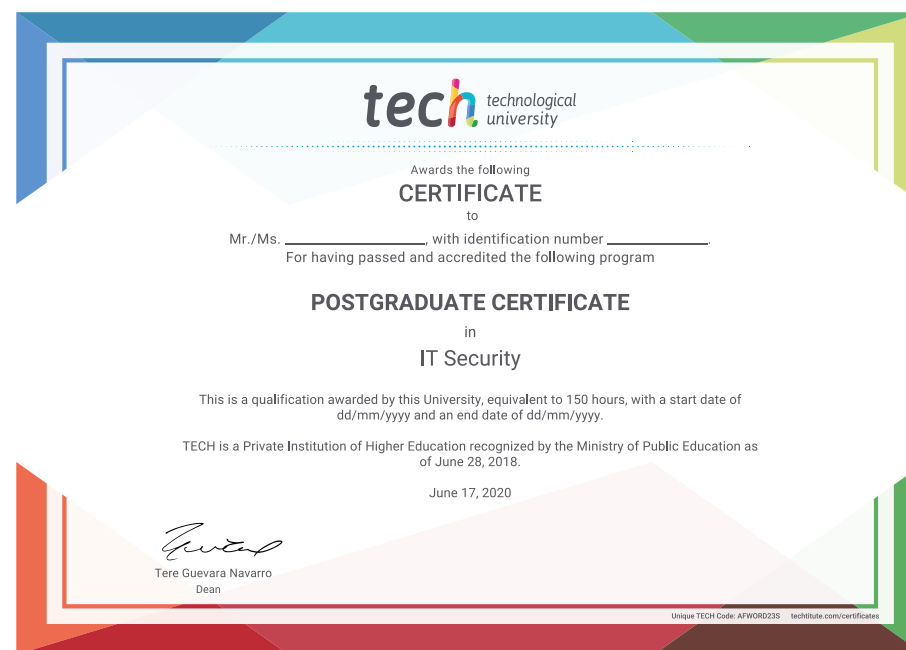 tech technological
university
Awards the following
CERTIFICATE
to
Mr./Ms. ____________________, with identification number ______________.
For having passed and accredited the following program
POSTGRADUATE CERTIFICATE
in
IT Security
This is a qualification awarded by this University, equivalent to 150 hours, with a start date of
dd/mm/yyyy and an end date of dd/mm/yyyy.
TECH is a Private Institution of Higher Education recognized by the Ministry of Public Education as
of June 28, 2018.
June 17, 2020
Tere Guevara Navarro
Dean
Unique TECH Code: AFWORD23S techtitute.com/certificates